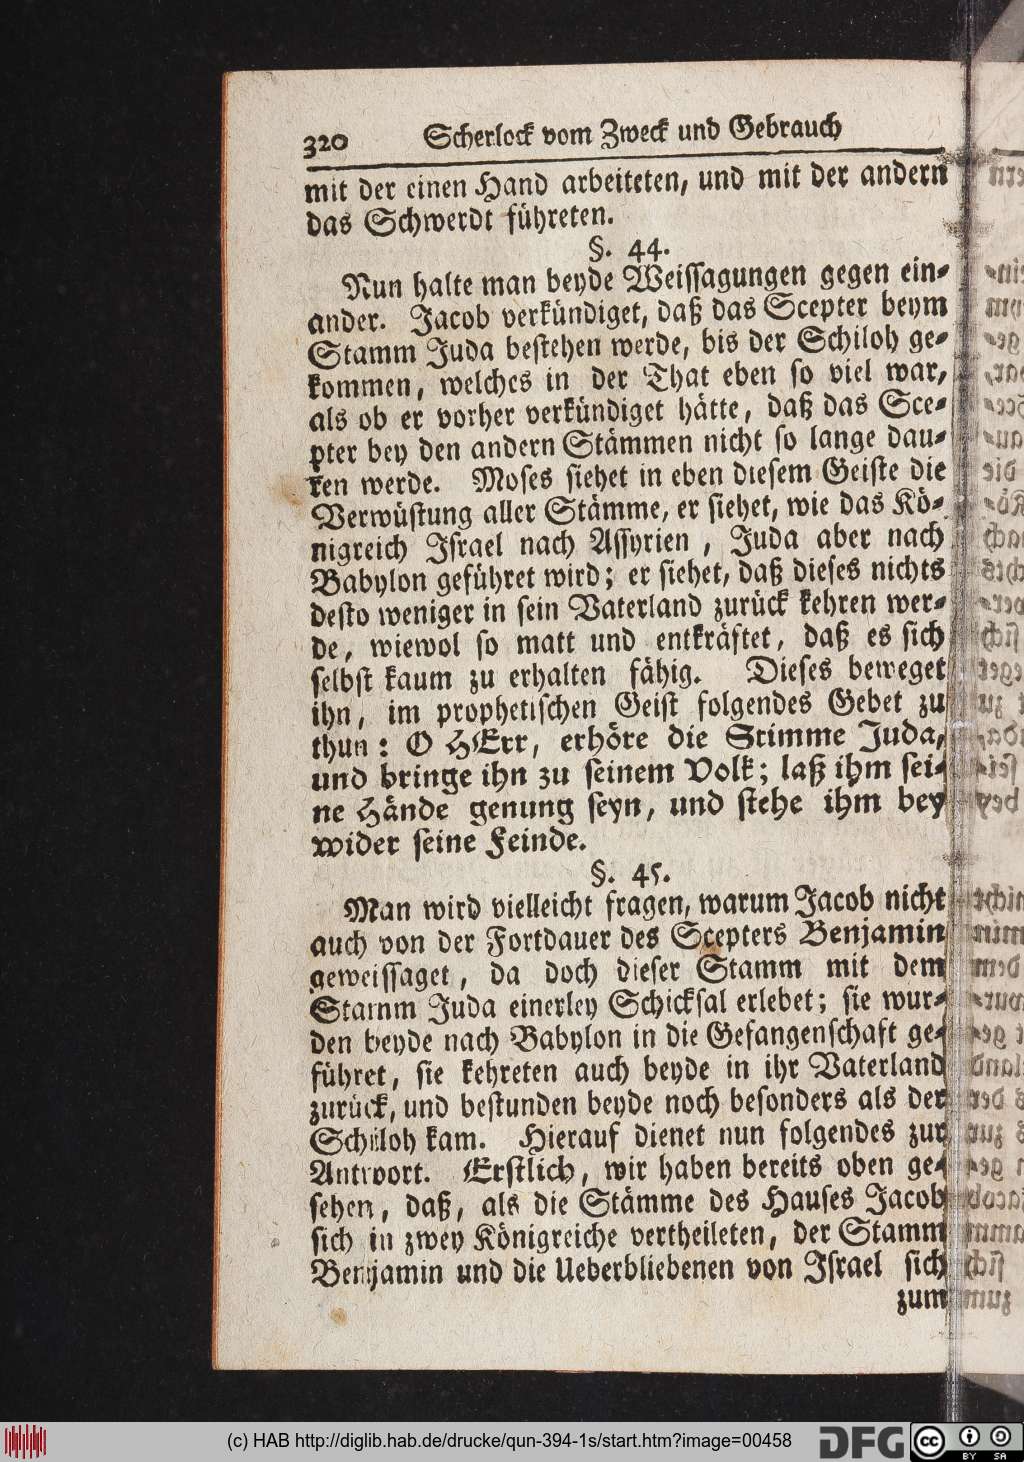 320 Scherlock vom Zweck und Gebrauch
mit der einen Hand arbeiteten, und mit der andern
das Schwerdt führeten.
§. 44.
Nun halte man beyde Weissagungen gegen ein-
ander. Jacob verkündiget, daß das Scepter beym
Stamm Juda bestehen werde, bis der Schiloh ge-
kommen, welches in der That eben so viel war,
als ob er vorher verkündiget hätte, daß das Sce-
pter bey den andern Stämmen nicht so lange dau-
ren werde. Moses siehet in eben diesem Geiste die
Verwüstung aller Stämme, er siehet, wie das Kö-
nigreich Israel nach Assyrien, Juda aber nach
Babylon geführet wird; er siehet, daß dieses nichts
desto weniger in sein Vaterland zurück kehren wer-
de, wiewol so matt und entkräftet, daß es sich
selbst kaum zu erhalten fähig. Dieses beweget
ihn, im prophetischen Geist folgendes Gebet zu
thun: O HErr, erhöre die Stimme Juda,
und bringe ihn zu seinem Volk; laß ihm sei-
ne Hände genung seyn, und stehe ihm bey
wider seine Feinde.
§. 45.
Man wird vielleicht fragen, warum Jacob nicht
auch von der Fortdauer des Scepters Benjamin
geweissaget, da doch dieser Stamm mit dem
Stamm Juda einerley Schicksal erlebet; sie wur-
den beyde nach Babylon in die Gefangenschaft ge-
führet, sie kehreten auch beyde in ihr Vaterland
zurück, und bestunden beyde noch besonders als der
Schiloh kam. Hierauf dienet nun folgendes zur
Antwort. Erstlich, wir haben bereits oben ge-
sehen, daß, als die Stämme des Hauses Jacob
sich in zwey Königreiche vertheileten, der Stamm
Benjamin und die Ueberbliebenen von Israel sich
zum
(c) HAB http://diglib.hab.de/drucke/qun-394-1s/start.htm?image=00458
DFG
cc BY SA